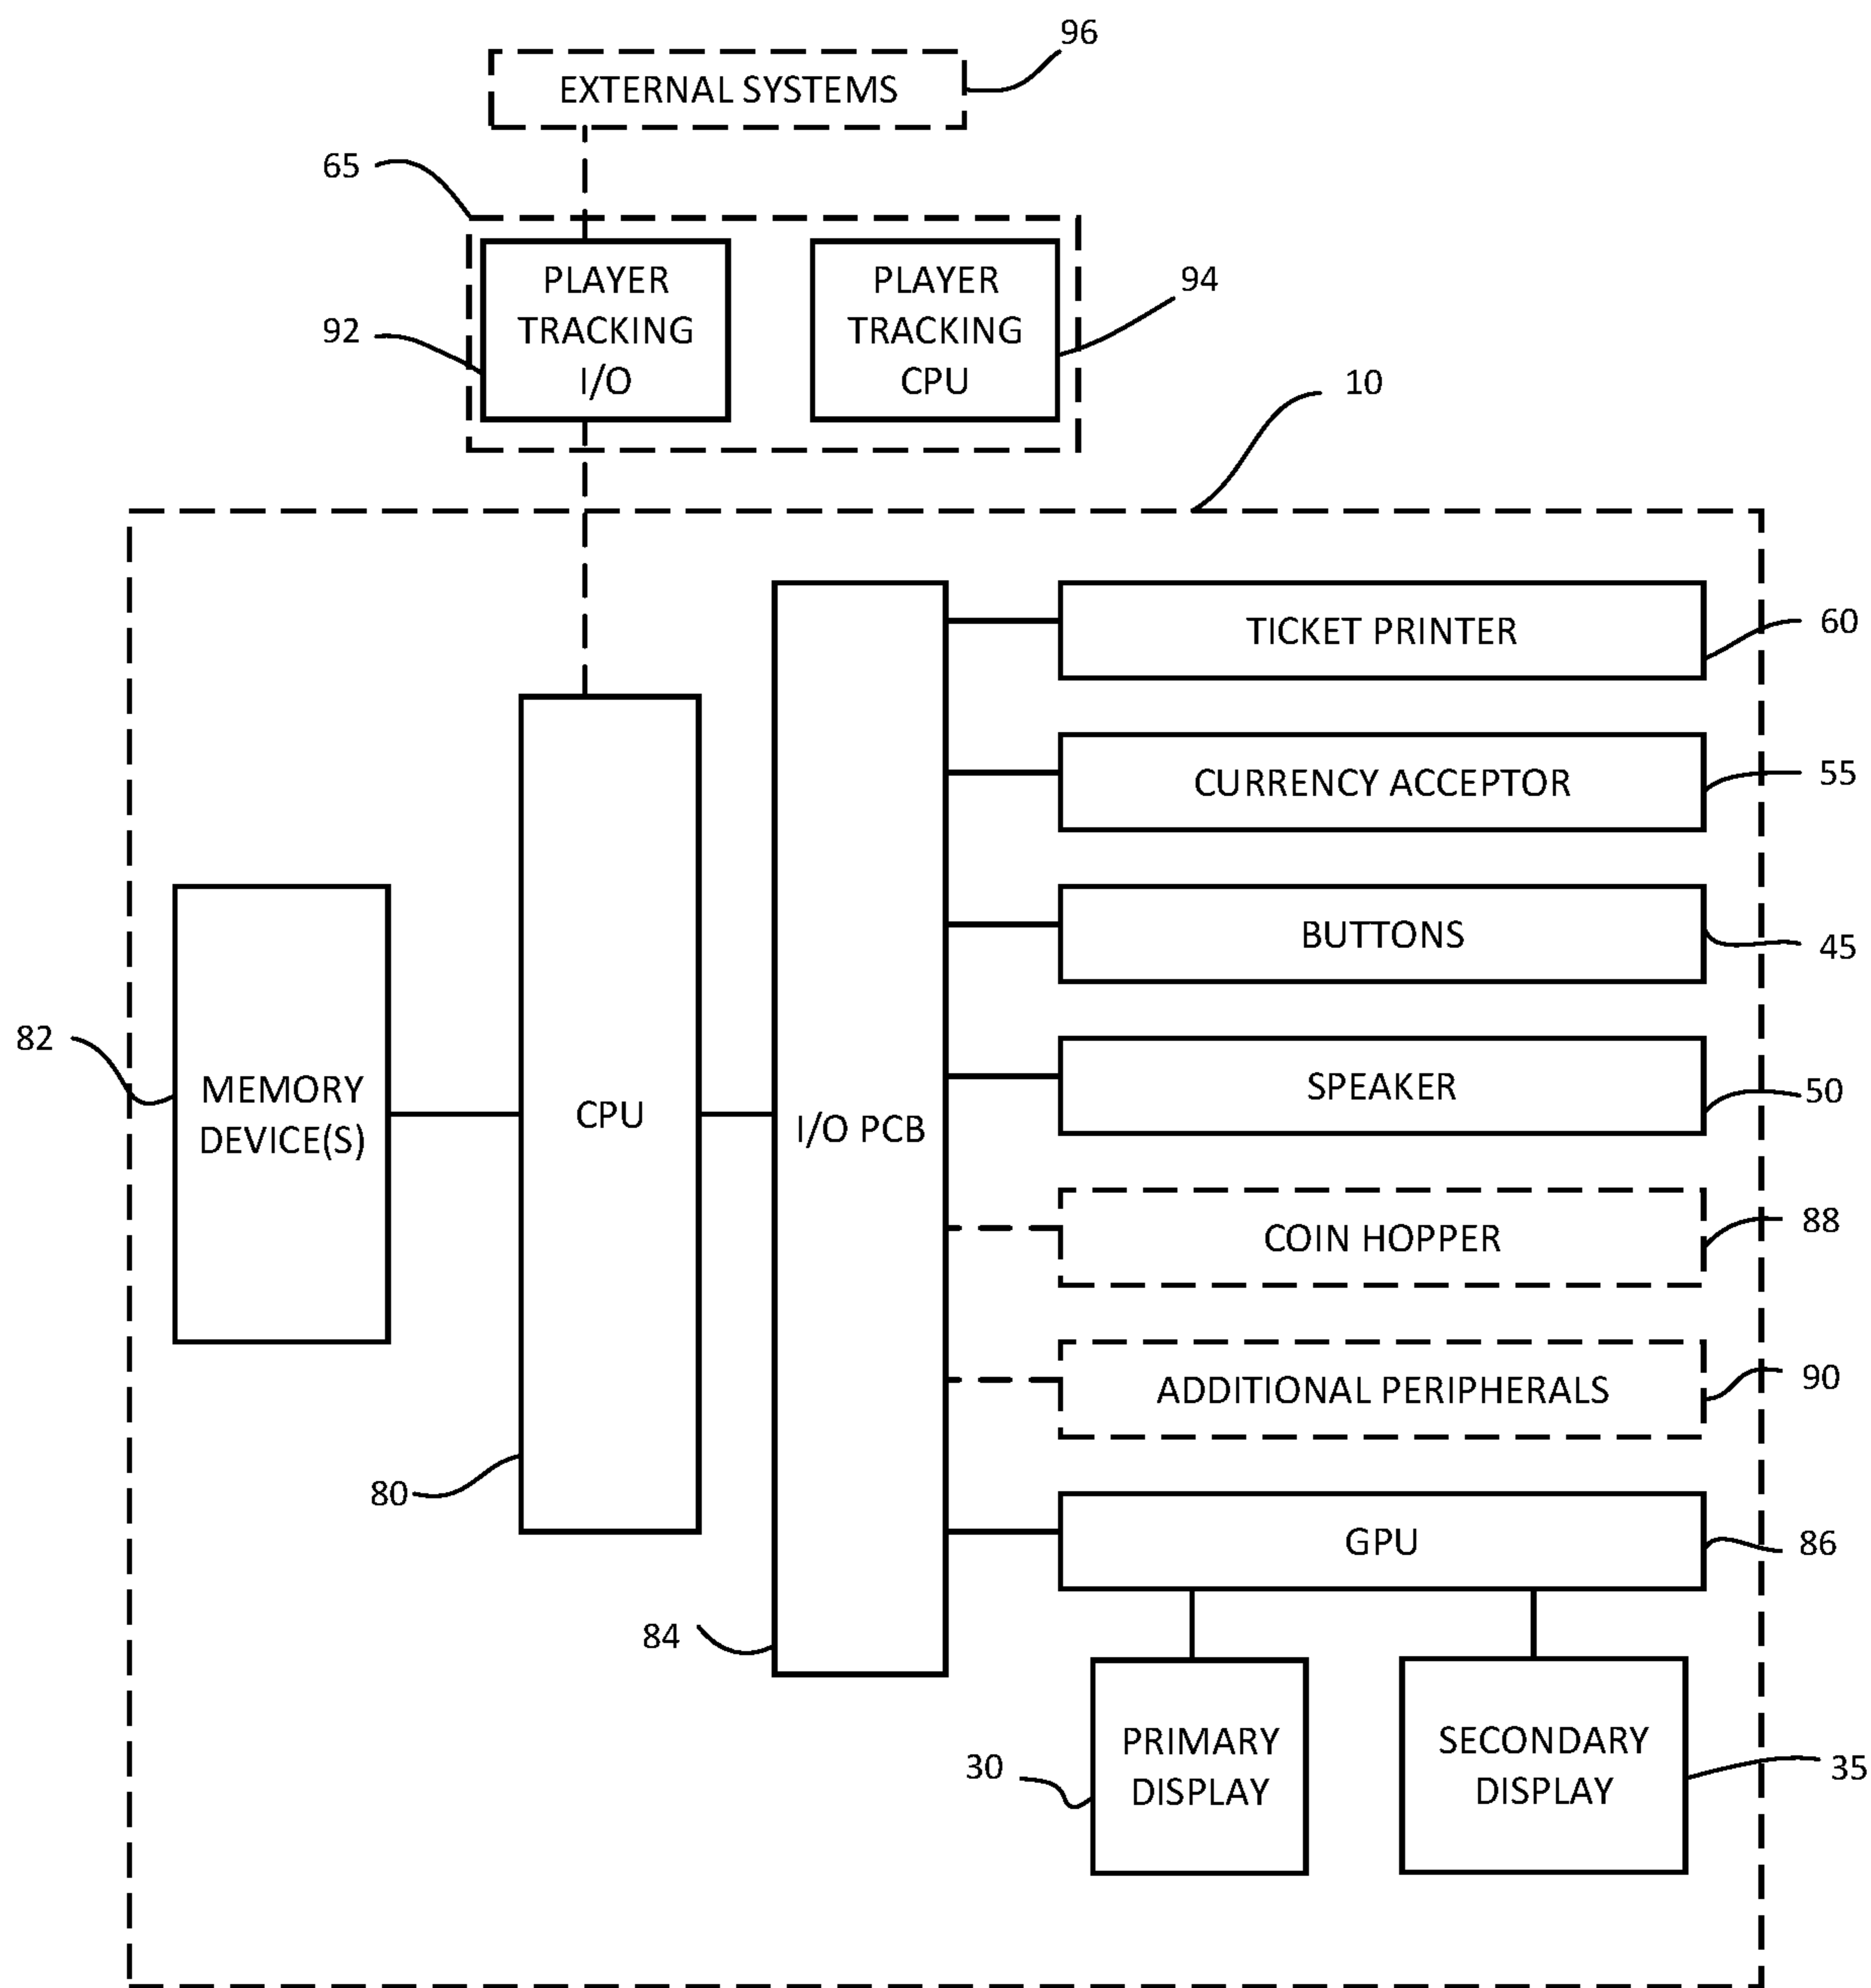 96
EXTERNAL SYSTEMS
65
PLAYER
TRACKING
I/O
PLAYER
TRACKING
CPU
94
92
10
TICKET PRINTER
60
CURRENCY ACCEPTOR
55
BUTTONS
45
82
MEMORY
DEVICE(S)
CPU
I/O PCB
SPEAKER
50
COIN HOPPER
88
ADDITIONAL PERIPHERALS
90
80
GPU
86
84
30
PRIMARY
DISPLAY
SECONDARY
DISPLAY
35